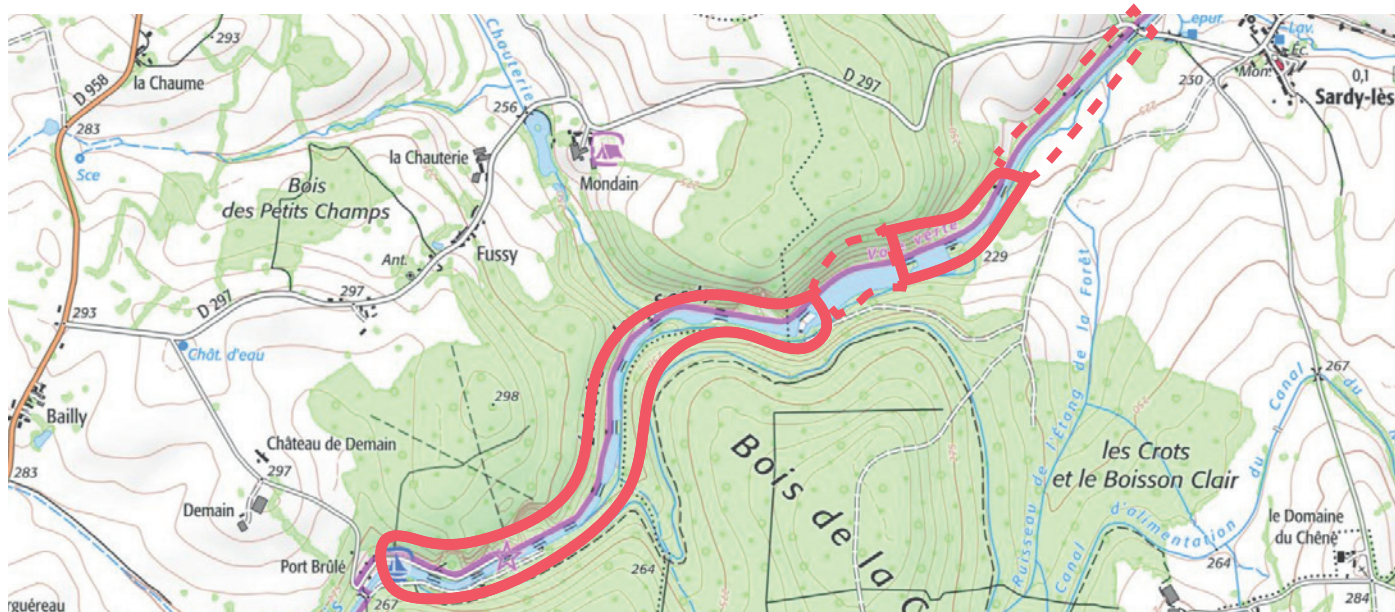 293
la Chaume
D 958
283
Sce
Bois
des Petits Champs
Chauterie
256
la Chauterie
Mondain
D 297
Fussy
Ant.
297
D 297
293
Chât. d'eau
Bailly
283
298
Château de Demain
297
Demain
Port Brûlé
267
264
Voie verte
229
épur.
Lav.
Éc.
Mon.
230
0,1
Sardy-lès
Ruisseau de l'Étang de la Forêt
Bois de la
les Crots
et le Boisson Clair
Canal d'alimentation du Canal du
267
le Domaine
du Chêne
284